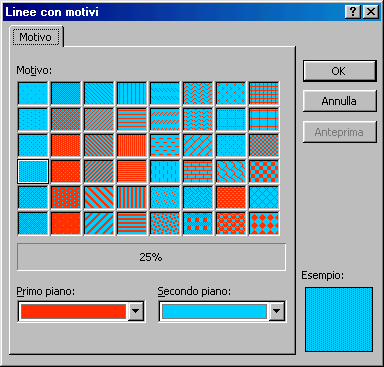 Linee con motivi
Motivo
Motivo:
OK
Annulla
Anteprima
25%
Primo piano:
Secondo piano:
Esempio: